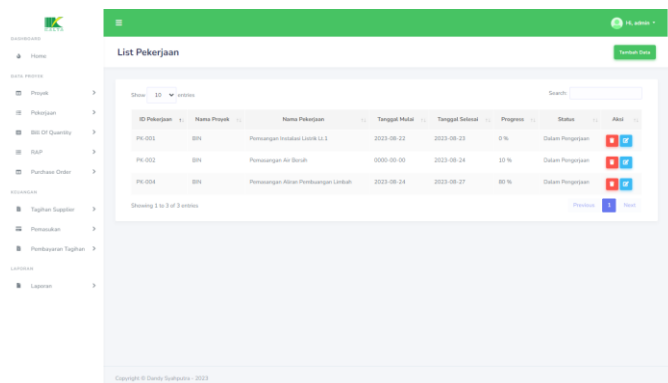 DASHBOARD
Home
DATA PROYEK
Proyek
Pekerjaan
Bill Of Quantity
RAP
Purchase Order
KEUANGAN
Tagihan Supplier
Pemasukan
Pembayaran Tagihan
LAPORAN
Laporan
Hi, admin
List Pekerjaan
Tambah Data
Show 10 entries
Search:
ID Pekerjaan Nama Proyek Nama Pekerjaan Tanggal Mulai Tanggal Selesai Progress Status Aksi
PK-001 BIN Pemasangan Instalasi Listrik Lt.1 2023-08-22 2023-08-23 0 % Dalam Pengerjaan
PK-002 BIN Pemasangan Air Bersih 0000-00-00 2023-08-24 10 % Dalam Pengerjaan
PK-004 BIN Pemasangan Aliran Pembuangan Limbah 2023-08-24 2023-08-27 80 % Dalam Pengerjaan
Showing 1 to 3 of 3 entries
Previous 1 Next
Copyright © Dandy Syahputra - 2023